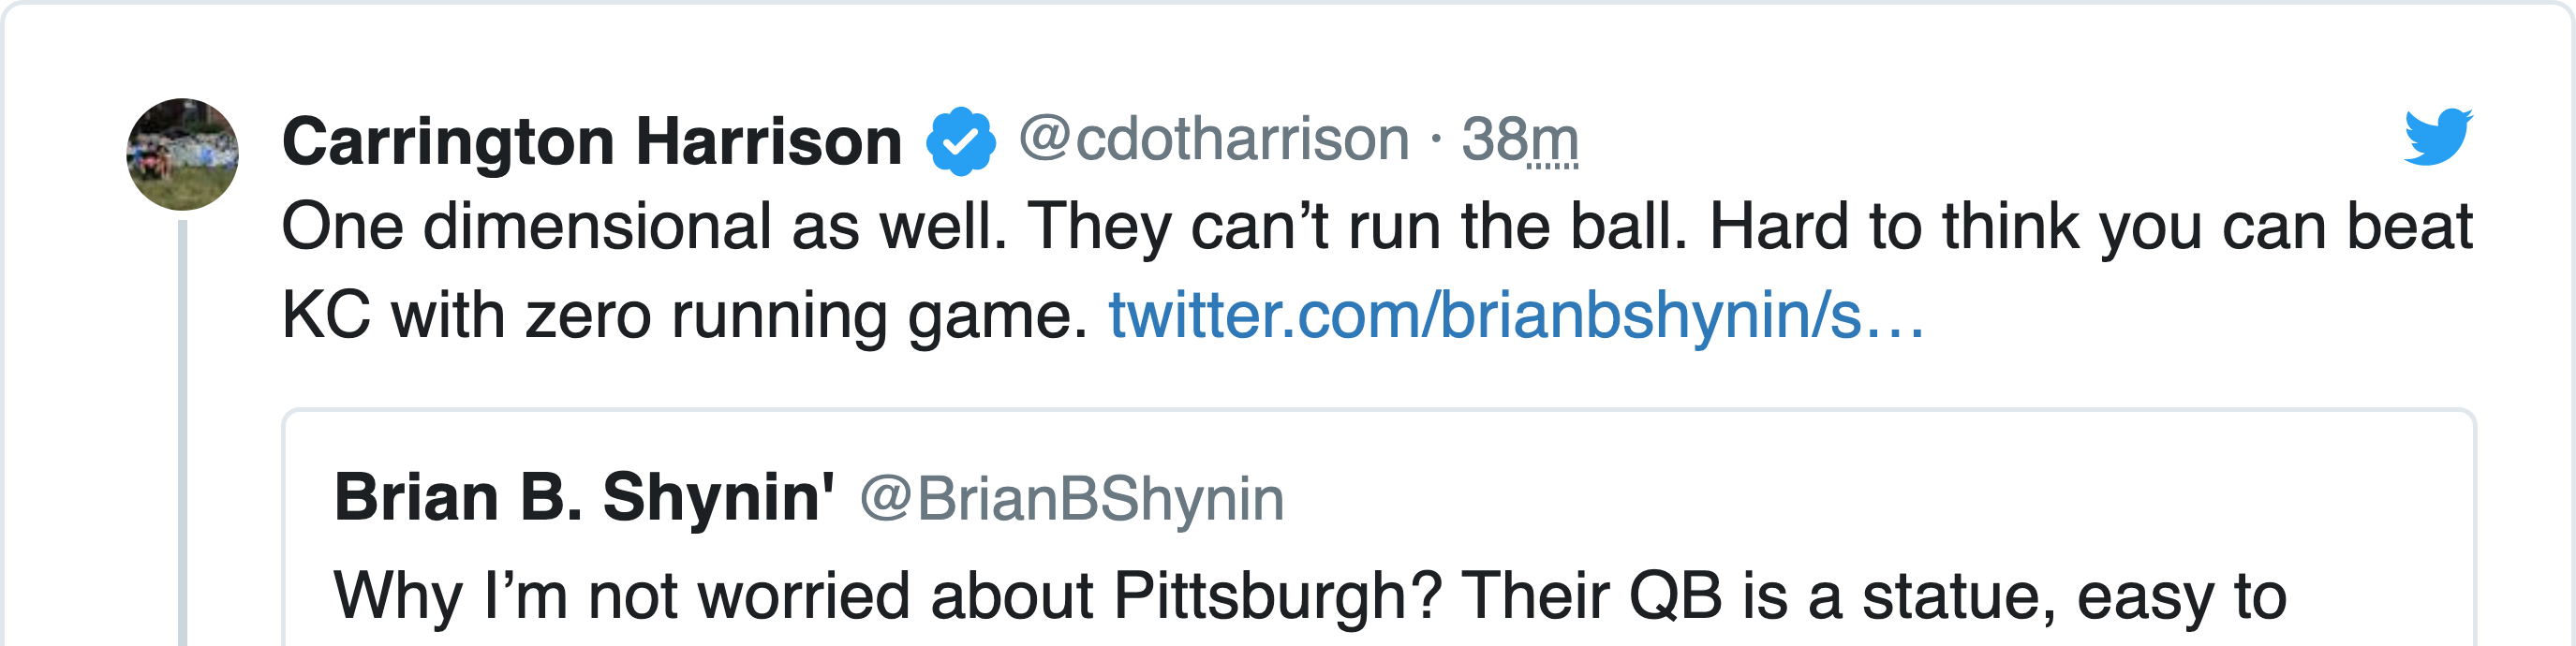 Carrington Harrison @cdotharrison · 38m
One dimensional as well. They can’t run the ball. Hard to think you can beat
KC with zero running game. twitter.com/brianbshynin/s…
Brian B. Shynin' @BrianBShynin
Why I’m not worried about Pittsburgh? Their QB is a statue, easy to